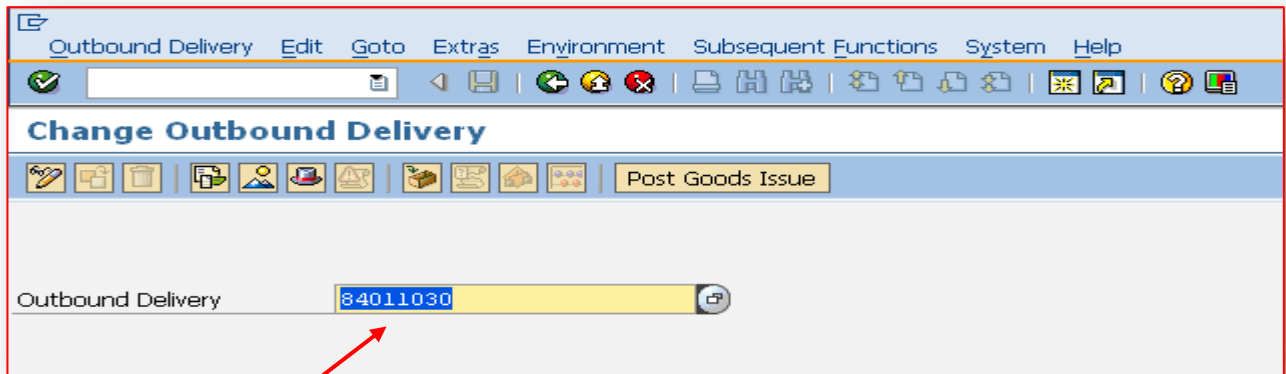 Outbound Delivery Edit Goto Extras Environment Subsequent Functions System Help
Change Outbound Delivery
Post Goods Issue
Outbound Delivery 84011030